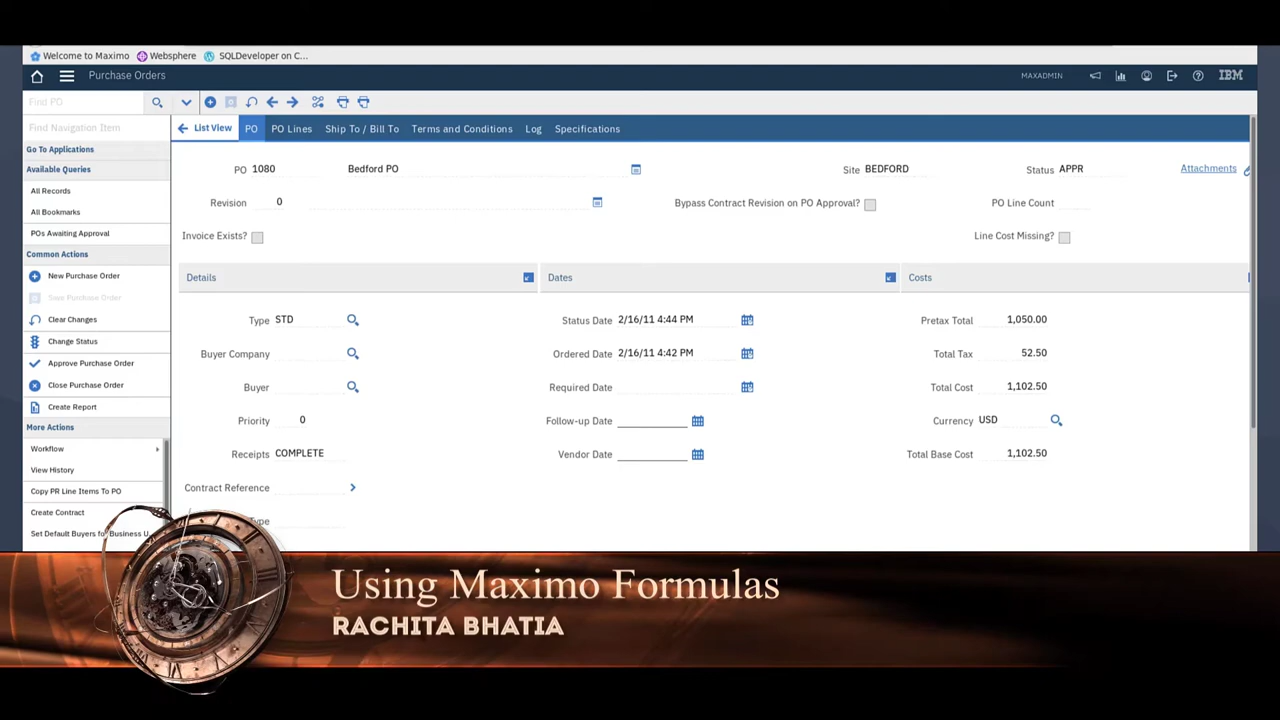 Welcome to Maximo Websphere SQLDeveloper on C...
Purchase Orders MAXADMIN IBM
Find PO
Find Navigation Item List View PO PO Lines Ship To / Bill To Terms and Conditions Log Specifications
Go To Applications
Available Queries
All Records
All Bookmarks
POs Awaiting Approval
Common Actions
New Purchase Order
Save Purchase Order
Clear Changes
Change Status
Approve Purchase Order
Close Purchase Order
Create Report
More Actions
Workflow
View History
Copy PR Line Items To PO
Create Contract
Set Default Buyers for Business U...
PO 1080 Bedford PO Site BEDFORD Status APPR Attachments
Revision 0 Bypass Contract Revision on PO Approval? PO Line Count
Invoice Exists? Line Cost Missing?
Details Dates Costs
Type STD Status Date 2/16/11 4:44 PM Pretax Total 1,050.00
Buyer Company Ordered Date 2/16/11 4:42 PM Total Tax 52.50
Buyer Required Date Total Cost 1,102.50
Priority 0 Follow-up Date Currency USD
Receipts COMPLETE Vendor Date Total Base Cost 1,102.50
Contract Reference
Type
Using Maximo Formulas
RACHITA BHATIA